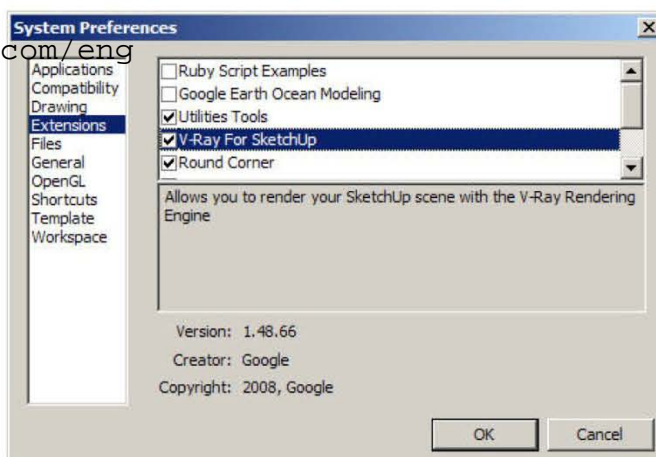 System Preferences
com/eng
Applications
Compatibility
Drawing
Extensions
Files
General
OpenGL
Shortcuts
Template
Workspace
Ruby Script Examples
Google Earth Ocean Modeling
Utilities Tools
V-Ray For SketchUp
Round Corner
Allows you to render your SketchUp scene with the V-Ray Rendering
Engine
Version: 1.48.66
Creator: Google
Copyright: 2008, Google
OK Cancel